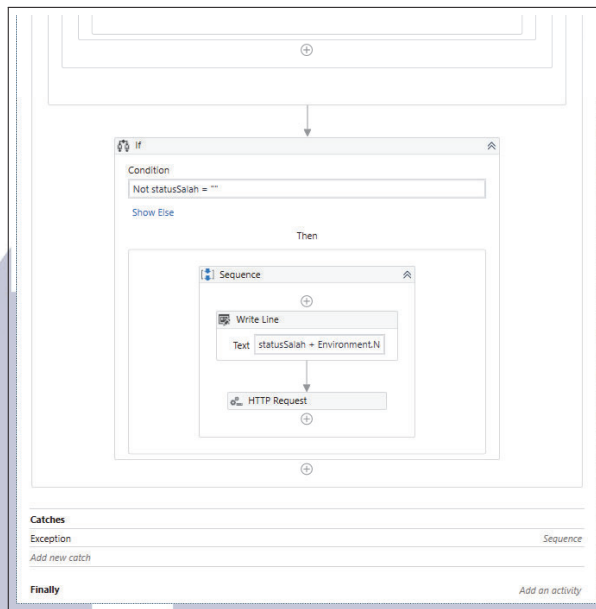 If
Condition
Not statusSalah = ""
Show Else
Then
Sequence
Write Line
Text statusSalah + Environment.N
HTTP Request
Catches
Exception Sequence
Add new catch
Finally Add an activity